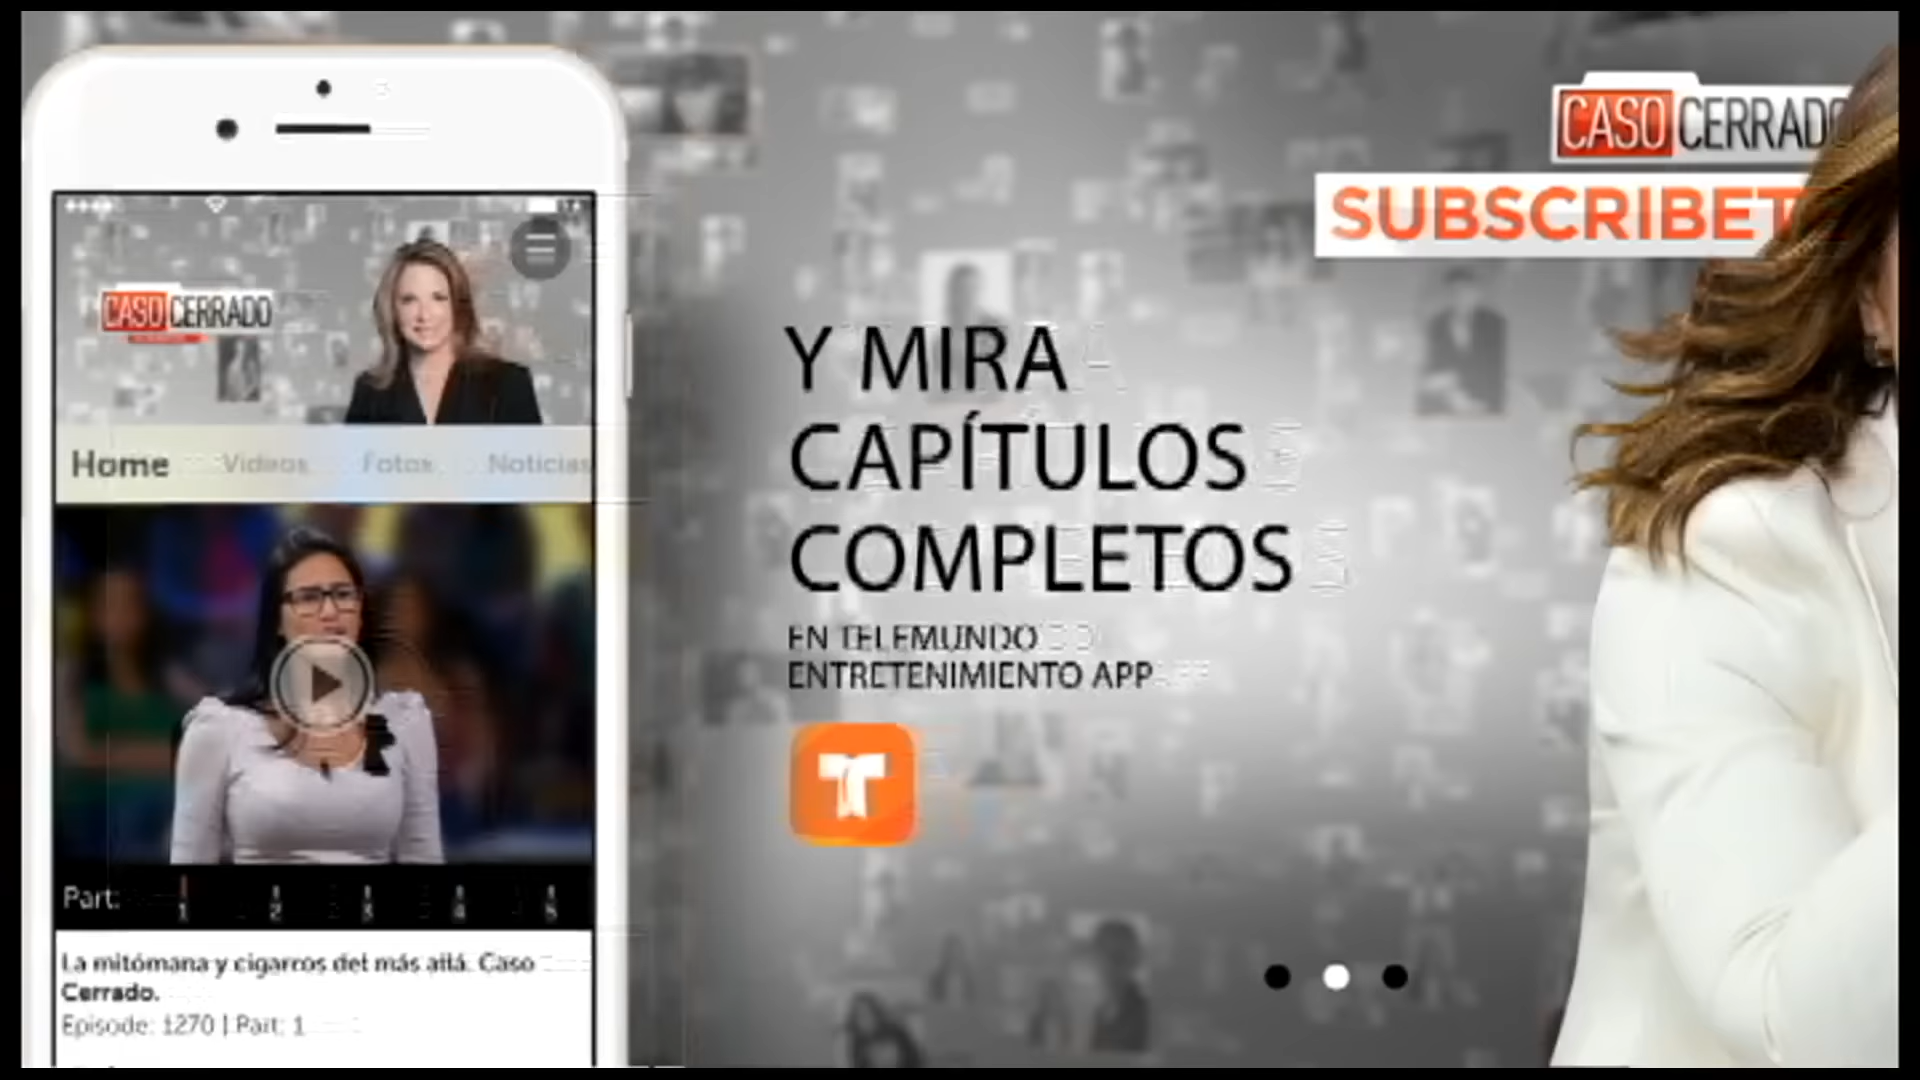 CASO CERRADO
SUBSCRIBETE
CASO CERRADO
Home Videos Fotos Noticias
Y MIRA
CAPÍTULOS
COMPLETOS
EN TELEMUNDO
ENTRETENIMIENTO APP
Part: 1 2 3 4 5
La mitómana y cigarros del más allá. Caso
Cerrado.
Episode: 1270 | Part: 1